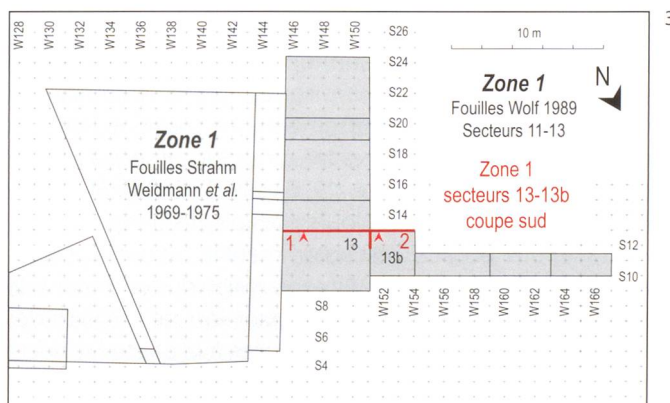 3
W128
W130
W132
W134
W136
W138
W140
W142
W144
W146
W148
W150
S26
S24
S22
S20
S18
S16
S14
10 m
Zone 1
Fouilles Wolf 1989
Secteurs 11-13
N
Zone 1
Fouilles Strahm
Weidmann et al.
1969-1975
Zone 1
secteurs 13-13b
coupe sud
1
13
2
13b
S12
S10
S8
S6
S4
W152
W154
W156
W158
W160
W162
W164
W166